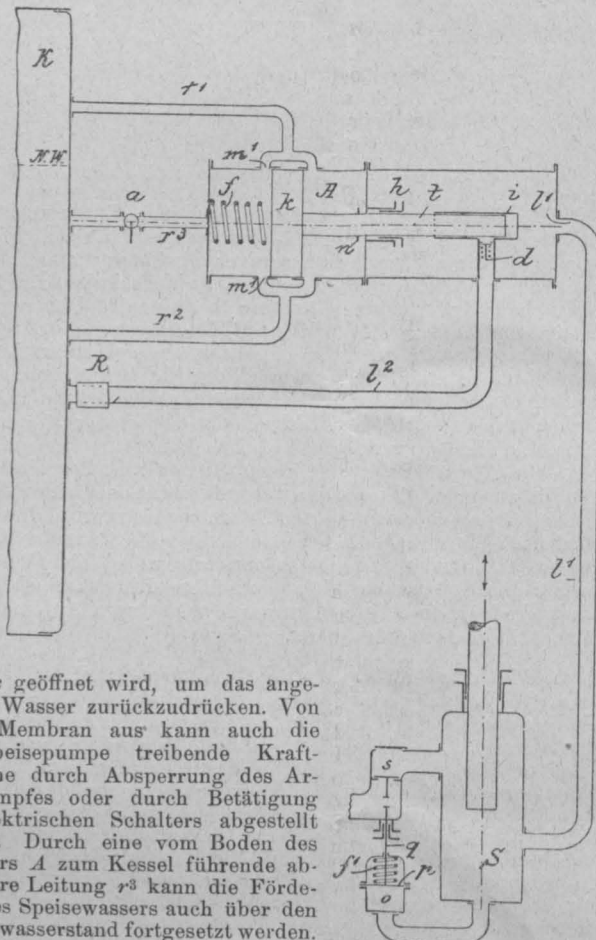 K
r¹
N.W.
m¹
f
k
A
h
t
i
l¹
a
r³
n
d
m¹
r²
R
l²
l¹
geöffnet wird, um das ange-
Wasser zurückzudrücken. Von
Membran aus kann auch die
peisepumpe treibende Kraft-
ne durch Absperrung des Ar-
mpfes oder durch Betätigung
ektrischen Schalters abgestellt
Durch eine vom Boden des
rs A zum Kessel führende ab-
re Leitung r³ kann die Förde-
es Speisewassers auch über den
wasserstand fortgesetzt werden.
s
q
f¹
p
o
S